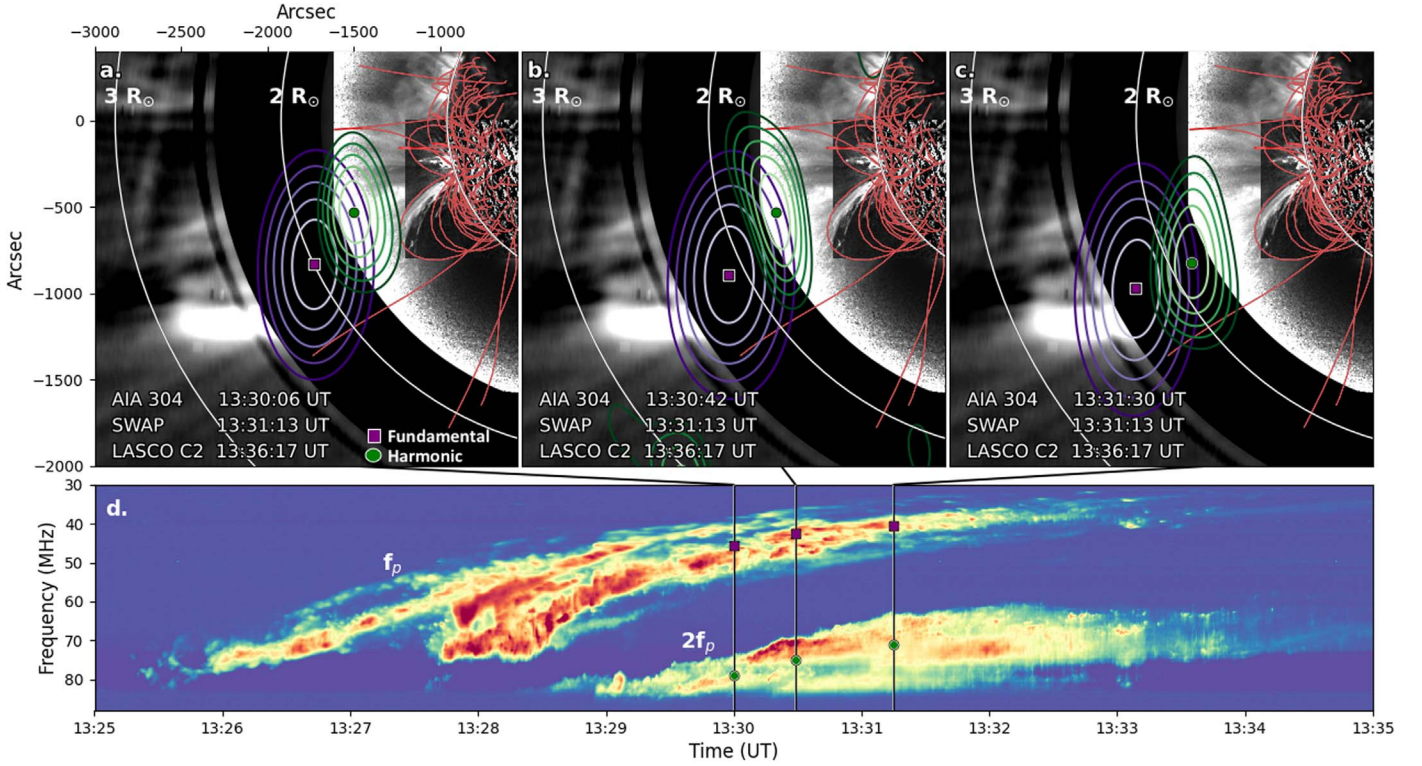 Arcsec
−3000 −2500 −2000 −1500 −1000
a.
3 R☉ 2 R☉
b.
3 R☉ 2 R☉
c.
3 R☉ 2 R☉
Arcsec
0
−500
−1000
−1500
−2000
AIA 304 13:30:06 UT
SWAP 13:31:13 UT
LASCO C2 13:36:17 UT
Fundamental
Harmonic
AIA 304 13:30:42 UT
SWAP 13:31:13 UT
LASCO C2 13:36:17 UT
AIA 304 13:31:30 UT
SWAP 13:31:13 UT
LASCO C2 13:36:17 UT
d.
Frequency (MHz)
30
40
50
60
70
80
fₚ
2fₚ
13:25 13:26 13:27 13:28 13:29 13:30 13:31 13:32 13:33 13:34 13:35
Time (UT)